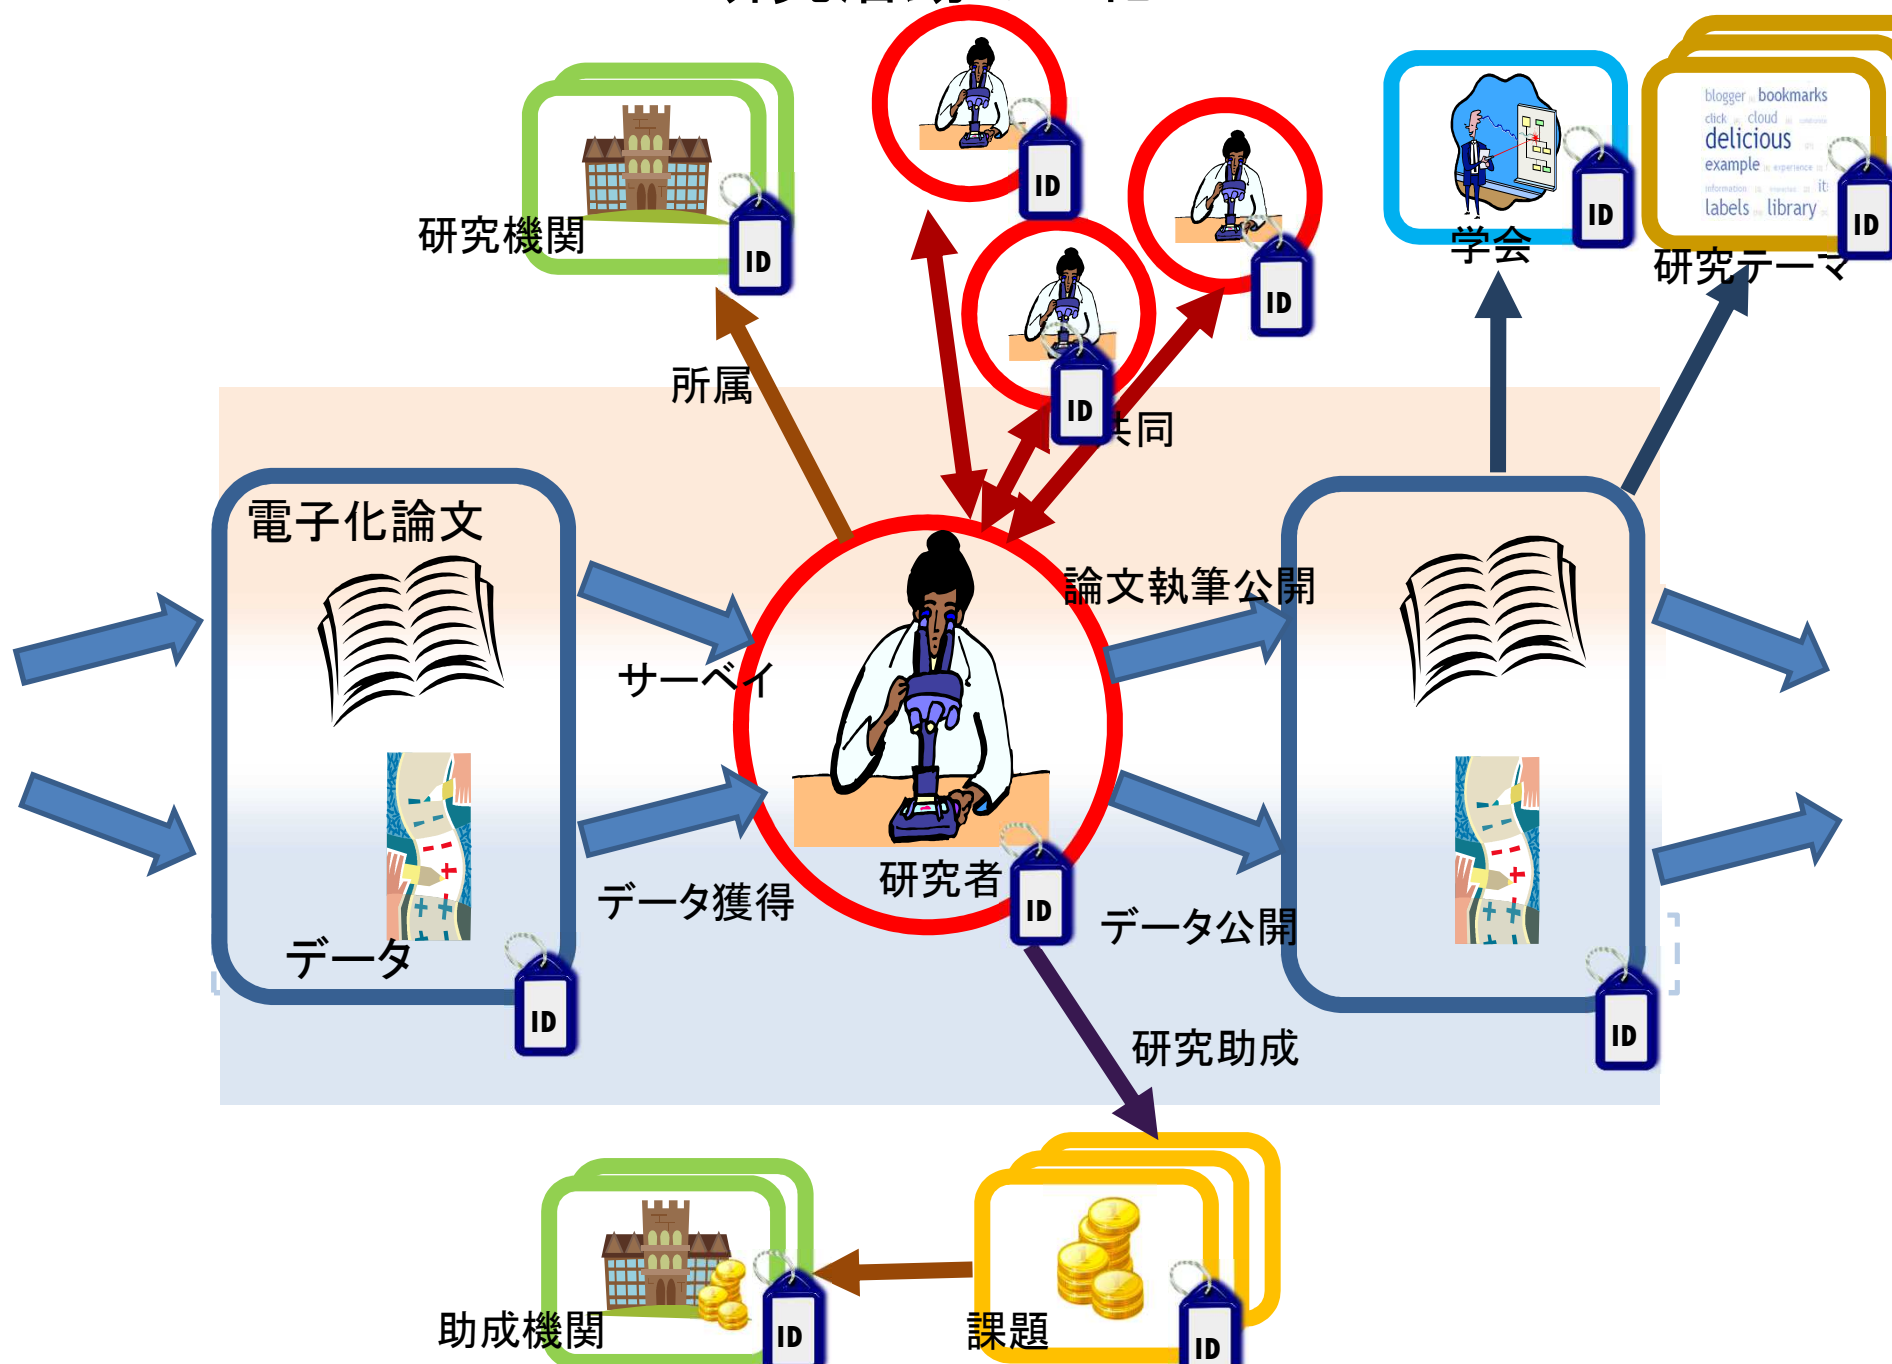 研究機関
ID
ID
ID
ID
学会
ID
blogger bookmarks
click cloud
delicious
example experience
information
labels library
研究テーマ
ID
所属
共同
電子化論文
データ
ID
サーベイ
データ獲得
研究者
ID
論文執筆公開
データ公開
ID
研究助成
助成機関
ID
課題
ID